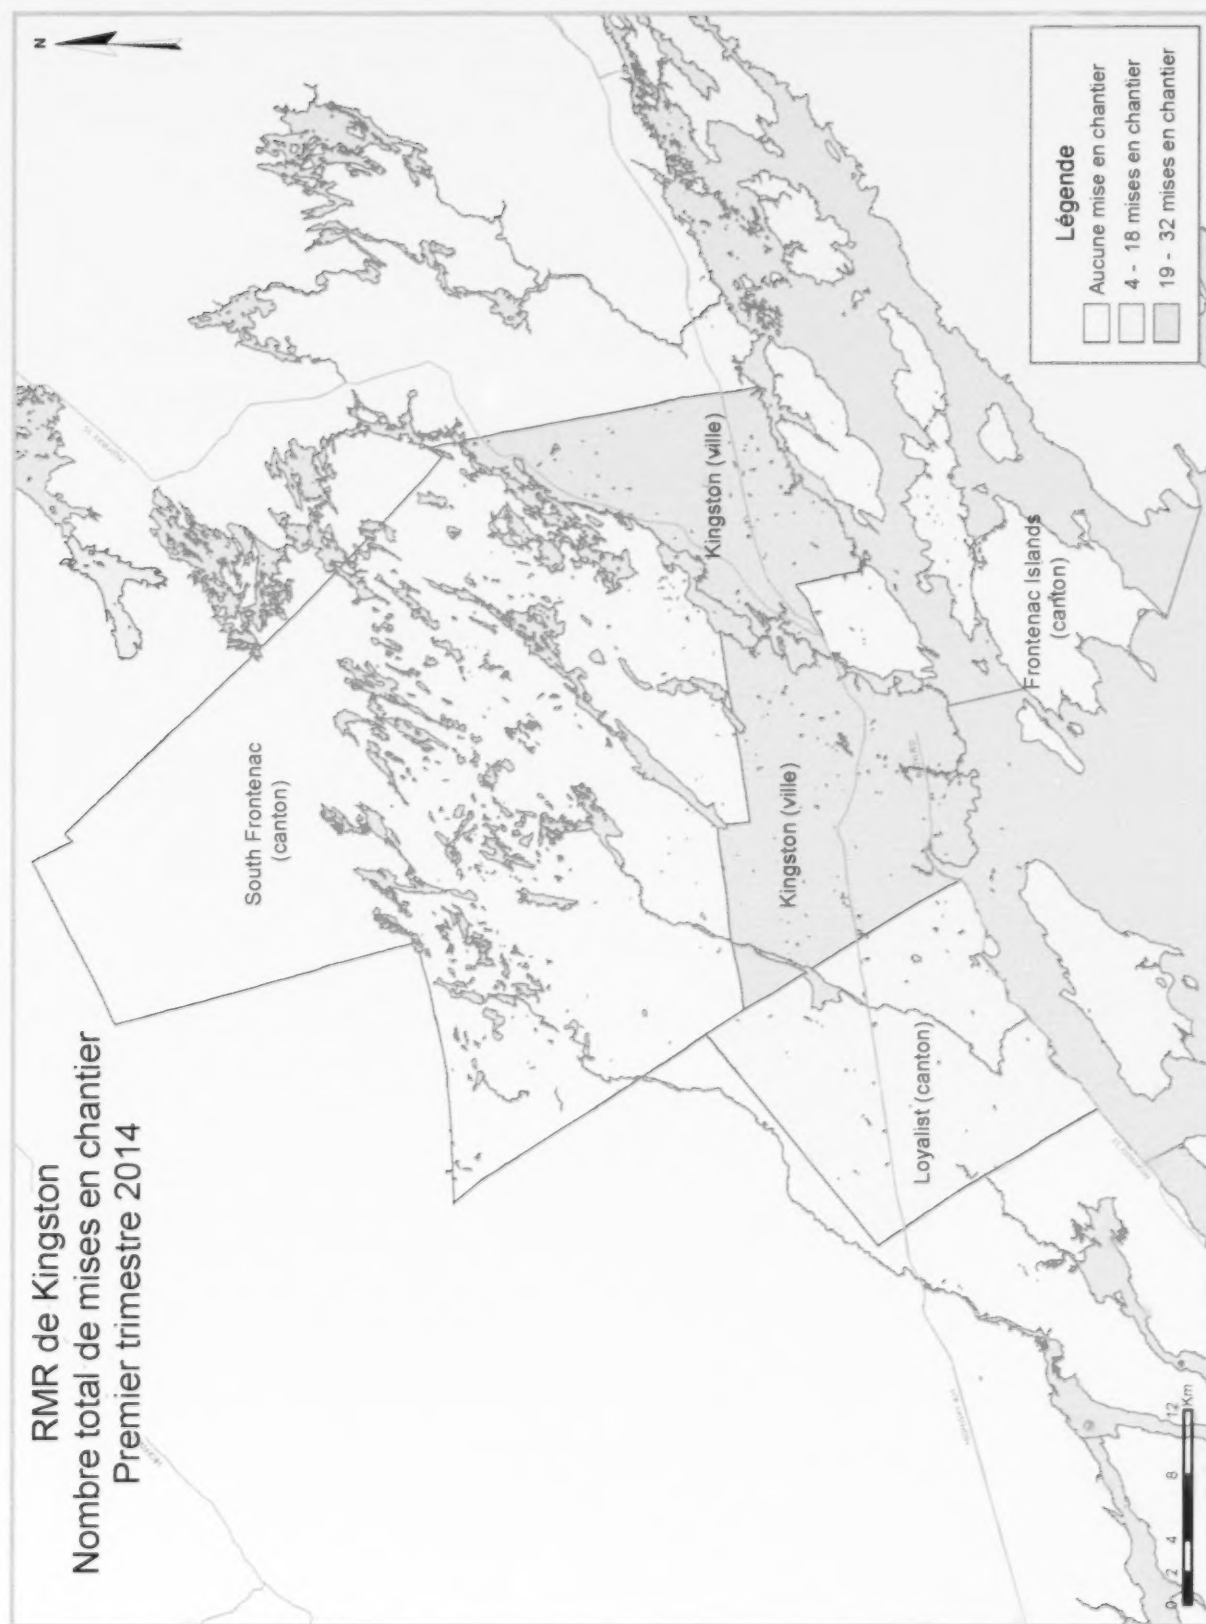 RMR de Kingston
Nombre total de mises en chantier
Premier trimestre 2014
N
South Frontenac
(canton)
Kingston (ville)
Kingston (ville)
Loyalist (canton)
Frontenac Islands
(canton)
Légende
Aucune mise en chantier
4 - 18 mises en chantier
19 - 32 mises en chantier
0 2 4 8 12
Km